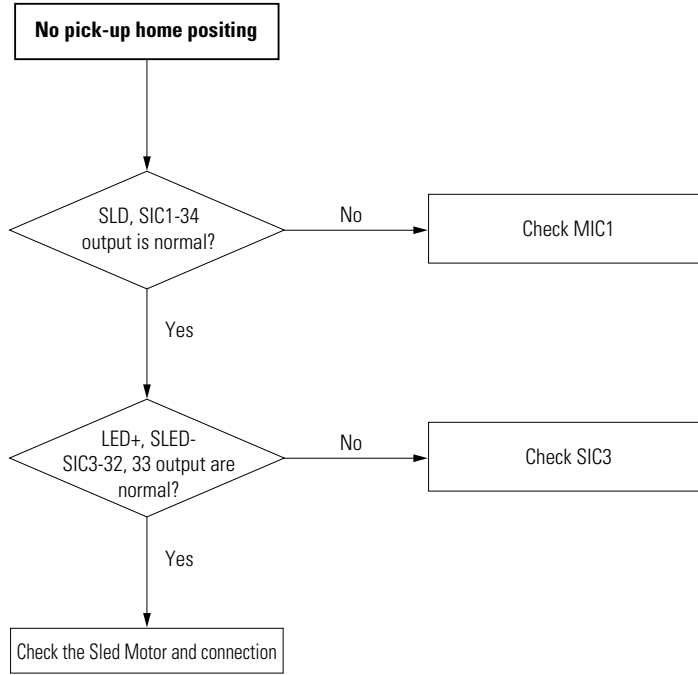 No pick-up home positing
SLD, SIC1-34
output is normal?
No
Check MIC1
Yes
LED+, SLED-
SIC3-32, 33 output are
normal?
No
Check SIC3
Yes
Check the Sled Motor and connection